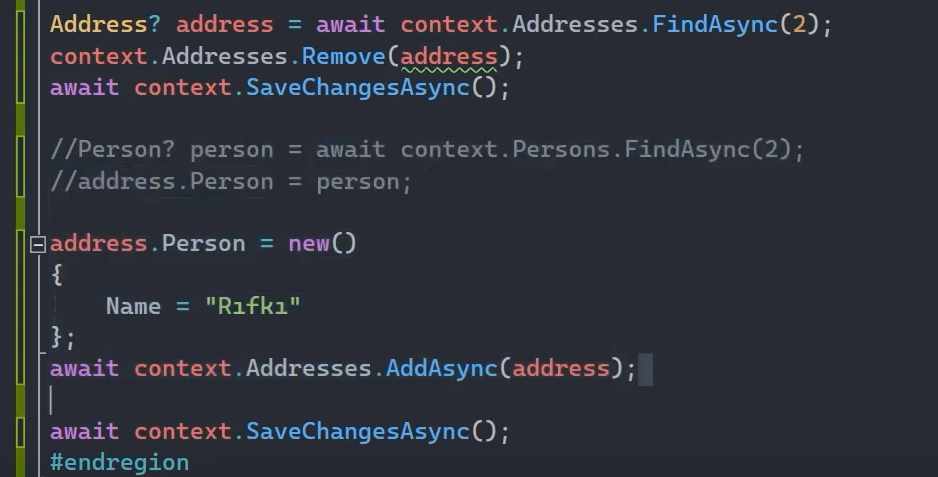 Address? address = await context.Addresses.FindAsync(2);
context.Addresses.Remove(address);
await context.SaveChangesAsync();
//Person? person = await context.Persons.FindAsync(2);
//address.Person = person;
address.Person = new()
{
Name = "Rıfkı"
};
await context.Addresses.AddAsync(address);
await context.SaveChangesAsync();
#endregion